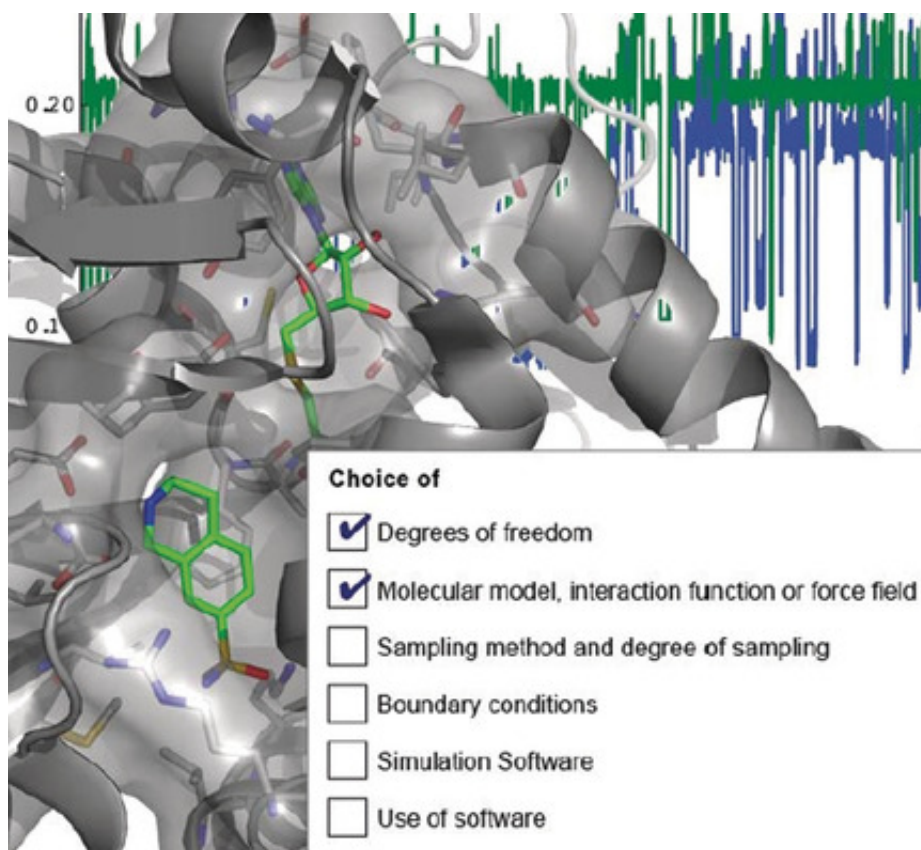 0.20
0.1
Choice of
Degrees of freedom
Molecular model, interaction function or force field
Sampling method and degree of sampling
Boundary conditions
Simulation Software
Use of software